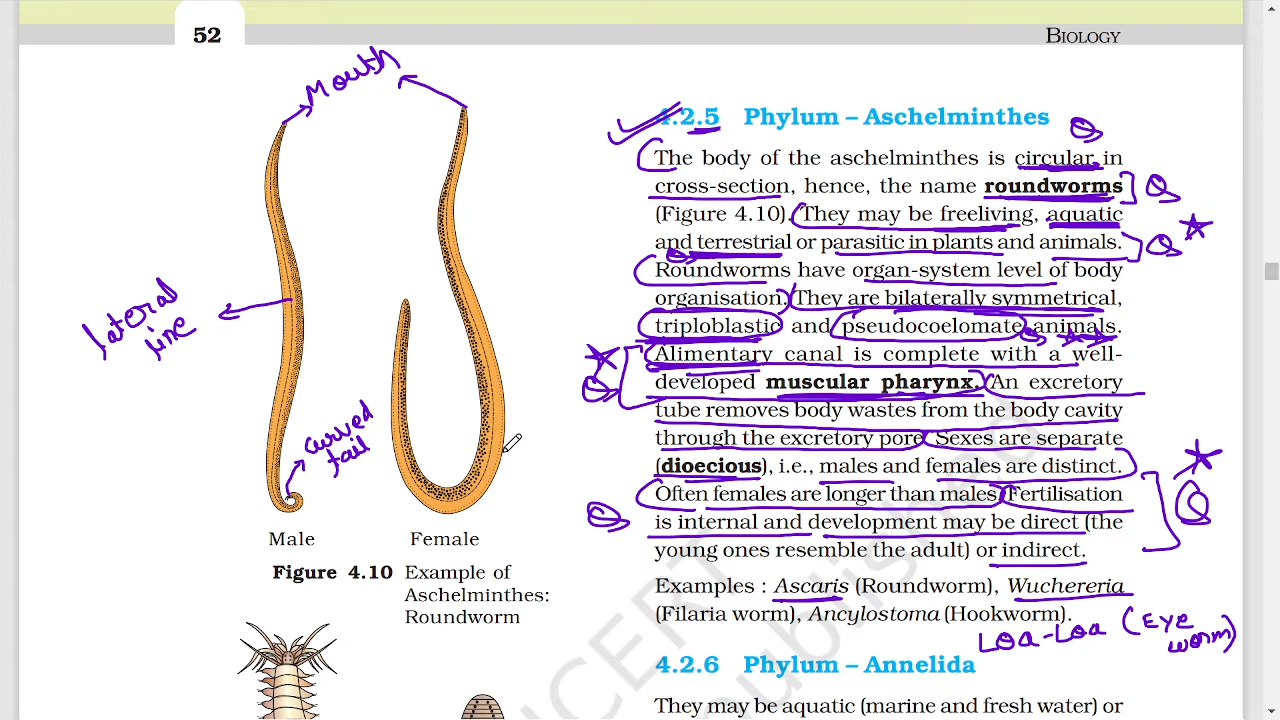 52
BIOLOGY
Mouth
lateral
line
curved
tail
Male
Female
Figure 4.10 Example of
Aschelminthes:
Roundworm
4.2.5 Phylum – Aschelminthes
The body of the aschelminthes is circular in
cross-section, hence, the name roundworms
(Figure 4.10). They may be freeliving, aquatic
and terrestrial or parasitic in plants and animals.
Roundworms have organ-system level of body
organisation. They are bilaterally symmetrical,
triploblastic and pseudocoelomate animals.
Alimentary canal is complete with a well-
developed muscular pharynx. An excretory
tube removes body wastes from the body cavity
through the excretory pore. Sexes are separate
(dioecious), i.e., males and females are distinct.
Often females are longer than males. Fertilisation
is internal and development may be direct (the
young ones resemble the adult) or indirect.
Examples : Ascaris (Roundworm), Wuchereria
(Filaria worm), Ancylostoma (Hookworm).
Loa-Loa (Eye
worm)
4.2.6 Phylum – Annelida
They may be aquatic (marine and fresh water) or